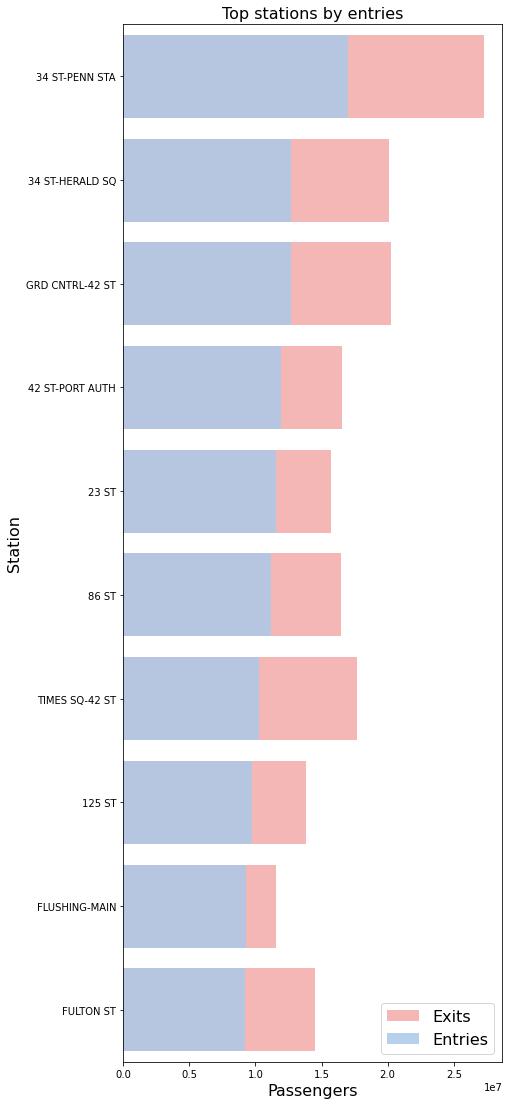 Top stations by entries
34 ST-PENN STA
34 ST-HERALD SQ
GRD CNTRL-42 ST
42 ST-PORT AUTH
23 ST
86 ST
TIMES SQ-42 ST
125 ST
FLUSHING-MAIN
FULTON ST
Station
Exits
Entries
0.0 0.5 1.0 1.5 2.0 2.5
1e7
Passengers